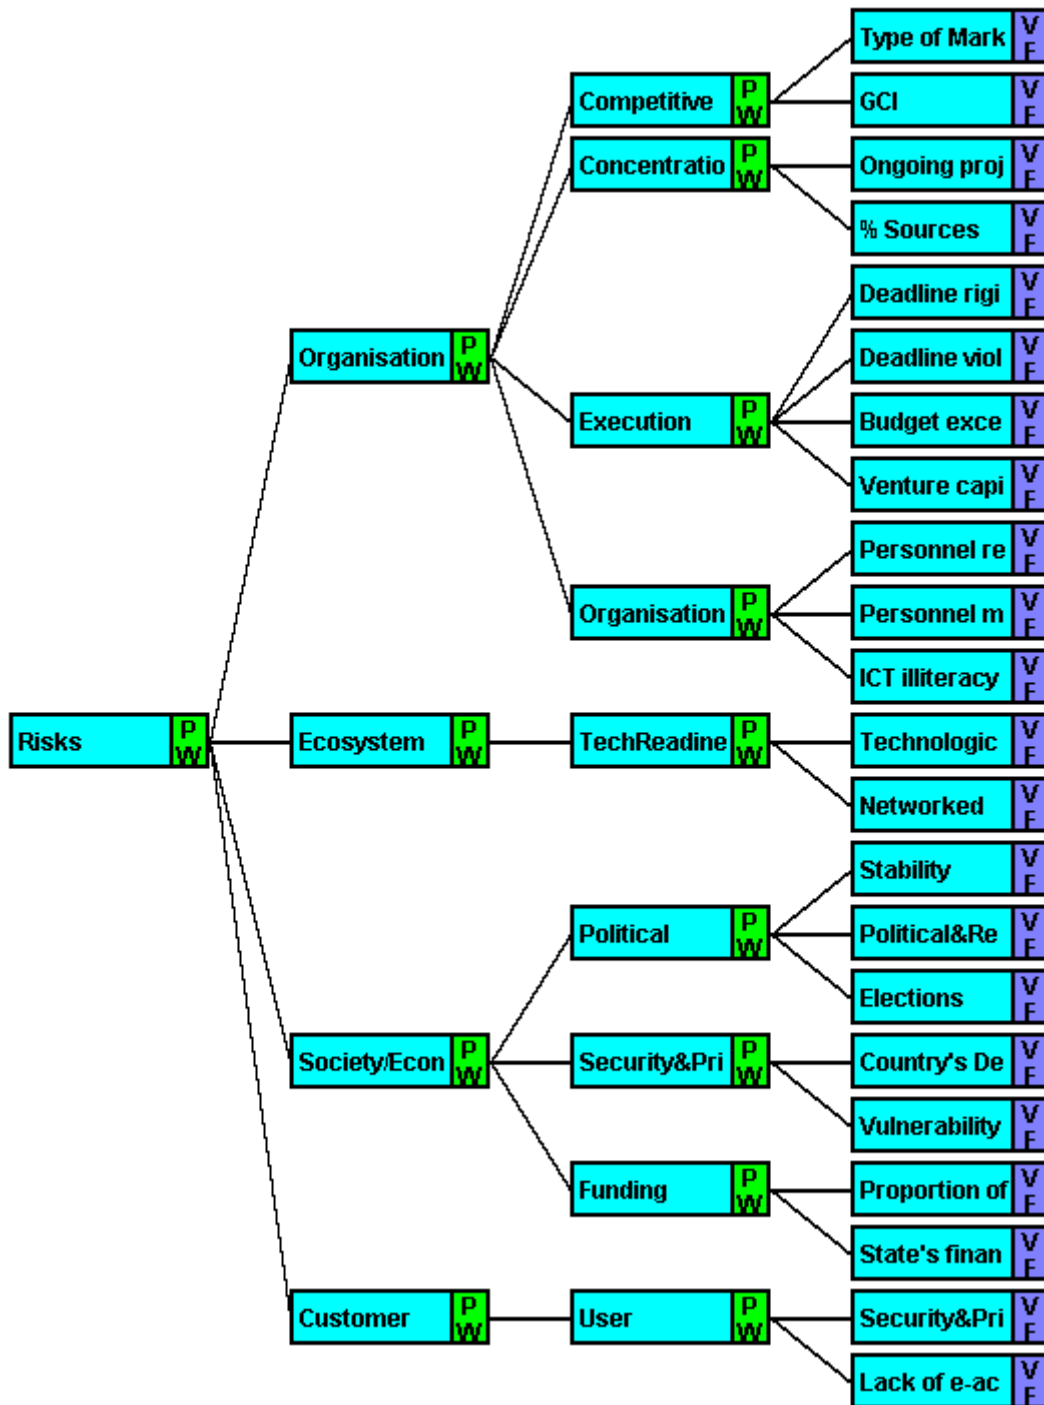 Type of Mark V F
Competitive P W
GCI V F
Concentratio P W
Ongoing proj V F
% Sources V F
Deadline rigi V F
Organisation P W
Deadline viol V F
Execution P W
Budget exce V F
Venture capi V F
Personnel re V F
Organisation P W
Personnel m V F
ICT illiteracy V F
Risks P W
Ecosystem P W
TechReadine P W
Technologic V F
Networked V F
Stability V F
Political P W
Political&Re V F
Elections V F
Society/Econ P W
Security&Pri P W
Country's De V F
Vulnerability V F
Funding P W
Proportion of V F
State's finan V F
Customer P W
User P W
Security&Pri V F
Lack of e-ac V F